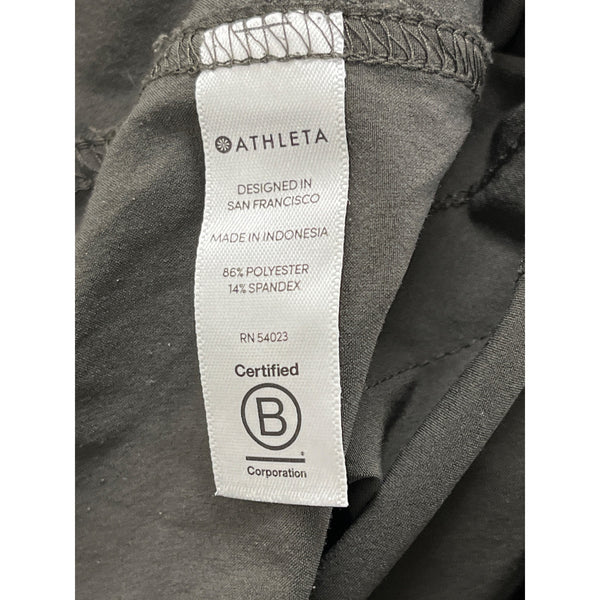 ATHLETA
DESIGNED IN
SAN FRANCISCO
MADE IN INDONESIA
86% POLYESTER
14% SPANDEX
RN 54023
Certified
B
Corporation